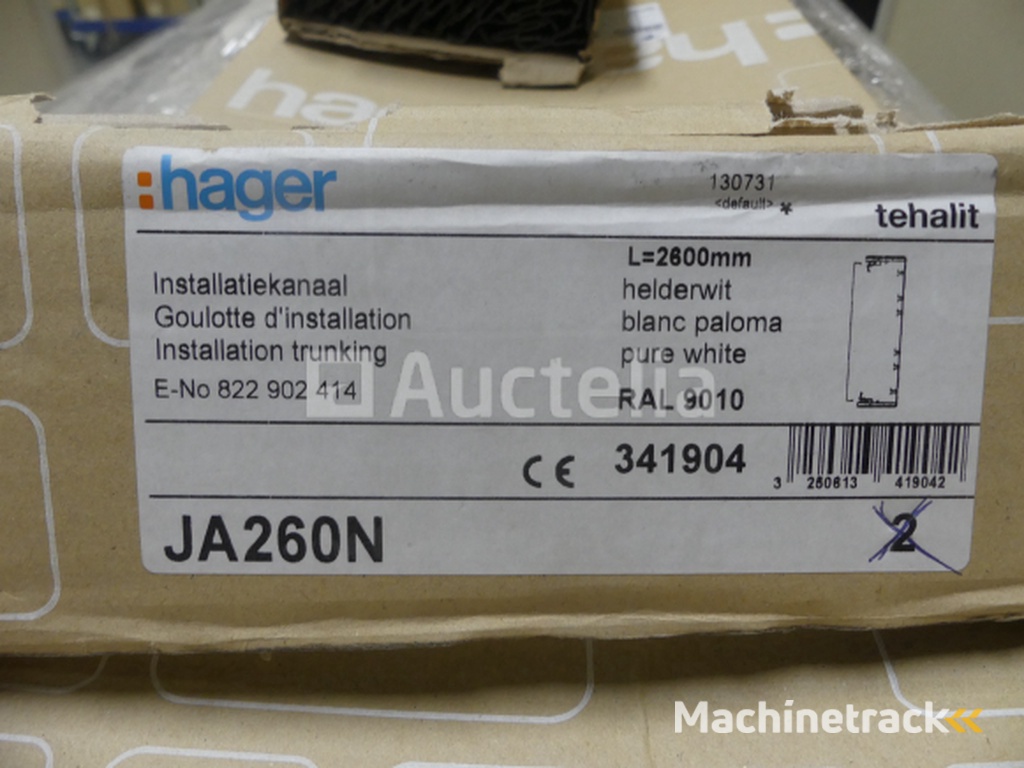 hager
:hager
130731
<default> *
tehalit
L=2600mm
Installatiekanaal
helderwit
Goulotte d'installation
blanc paloma
Installation trunking
pure white
E-No 822 902 414
RAL 9010
Auctelia
CE 341904
3 250613 419042
JA260N
2
Machinetrack